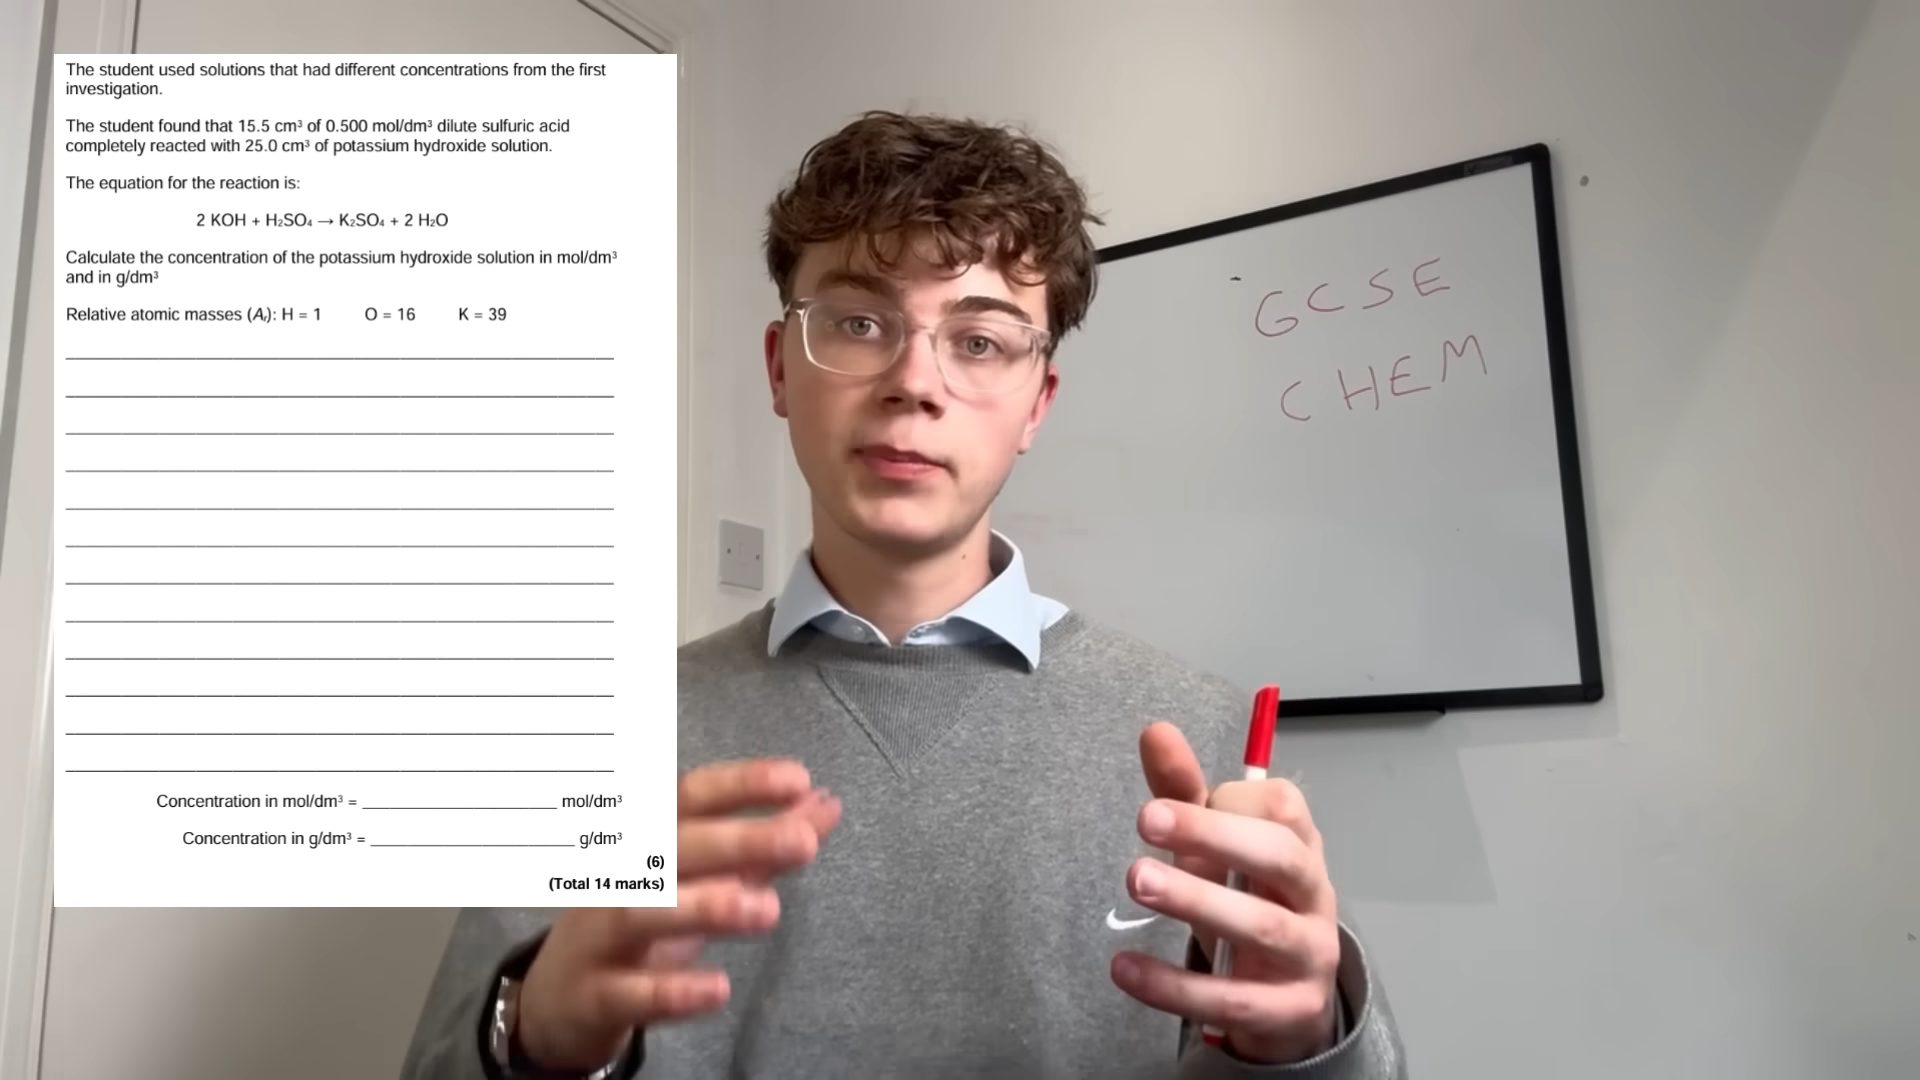 The student used solutions that had different concentrations from the first
investigation.
The student found that 15.5 cm³ of 0.500 mol/dm³ dilute sulfuric acid
completely reacted with 25.0 cm³ of potassium hydroxide solution.
The equation for the reaction is:
2 KOH + H₂SO₄ → K₂SO₄ + 2 H₂O
Calculate the concentration of the potassium hydroxide solution in mol/dm³
and in g/dm³
Relative atomic masses (Aᵣ): H = 1 O = 16 K = 39
Concentration in mol/dm³ = ____________________ mol/dm³
Concentration in g/dm³ = ____________________ g/dm³
(6)
(Total 14 marks)
GCSE
CHEM